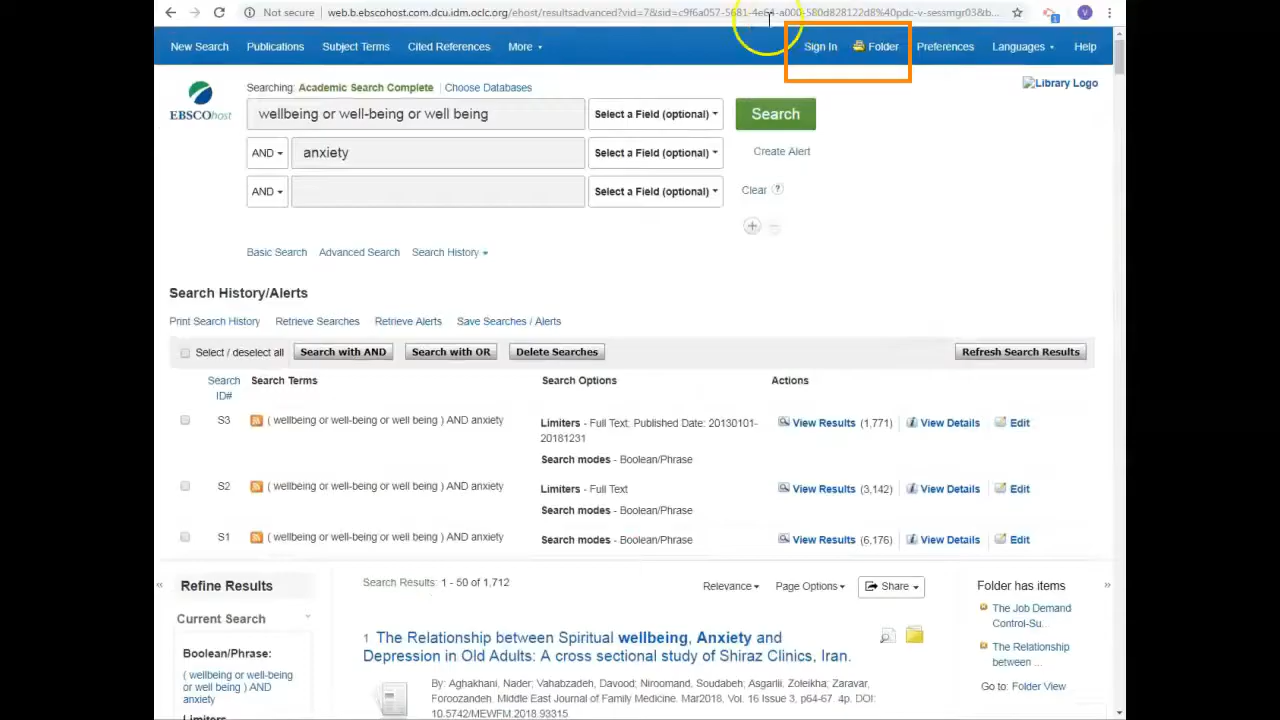 Not secure web.b.ebscohost.com.dcu.idm.oclc.org/ehost/resultsadvanced?vid=7&sid=c9f6a057-5681-4e64-a000-580d828122d8%40pdc-v-sessmgr03&tb...
V
New Search Publications Subject Terms Cited References More Sign In Folder Preferences Languages Help
EBSCOhost
Searching: Academic Search Complete Choose Databases
Library Logo
wellbeing or well-being or well being Select a Field (optional) Search
AND anxiety Select a Field (optional) Create Alert
AND Select a Field (optional) Clear ?
Basic Search Advanced Search Search History
Search History/Alerts
Print Search History Retrieve Searches Retrieve Alerts Save Searches / Alerts
Select / deselect all Search with AND Search with OR Delete Searches Refresh Search Results
Search ID# Search Terms Search Options Actions
S3 ( wellbeing or well-being or well being ) AND anxiety Limiters - Full Text; Published Date: 20130101-
20181231
Search modes - Boolean/Phrase
View Results (1,771) View Details Edit
S2 ( wellbeing or well-being or well being ) AND anxiety Limiters - Full Text
Search modes - Boolean/Phrase
View Results (3,142) View Details Edit
S1 ( wellbeing or well-being or well being ) AND anxiety Search modes - Boolean/Phrase View Results (6,176) View Details Edit
« Refine Results
Current Search
Boolean/Phrase:
( wellbeing or well-being
or well being ) AND
anxiety
Limiters
Search Results: 1 - 50 of 1,712 Relevance Page Options Share
1 The Relationship between Spiritual wellbeing, Anxiety and
Depression in Old Adults: A cross sectional study of Shiraz Clinics, Iran.
By: Aghakhani, Nader; Vahabzadeh, Davood; Niroomand, Soudabeh; Asgarlii, Zoleikha; Zaravar,
Foroozandeh. Middle East Journal of Family Medicine. Mar2018, Vol. 16 Issue 3, p64-67. 4p. DOI:
10.5742/MEWFM.2018.93315.
Folder has items »
The Job Demand
Control-Su...
The Relationship
between ...
Go to: Folder View